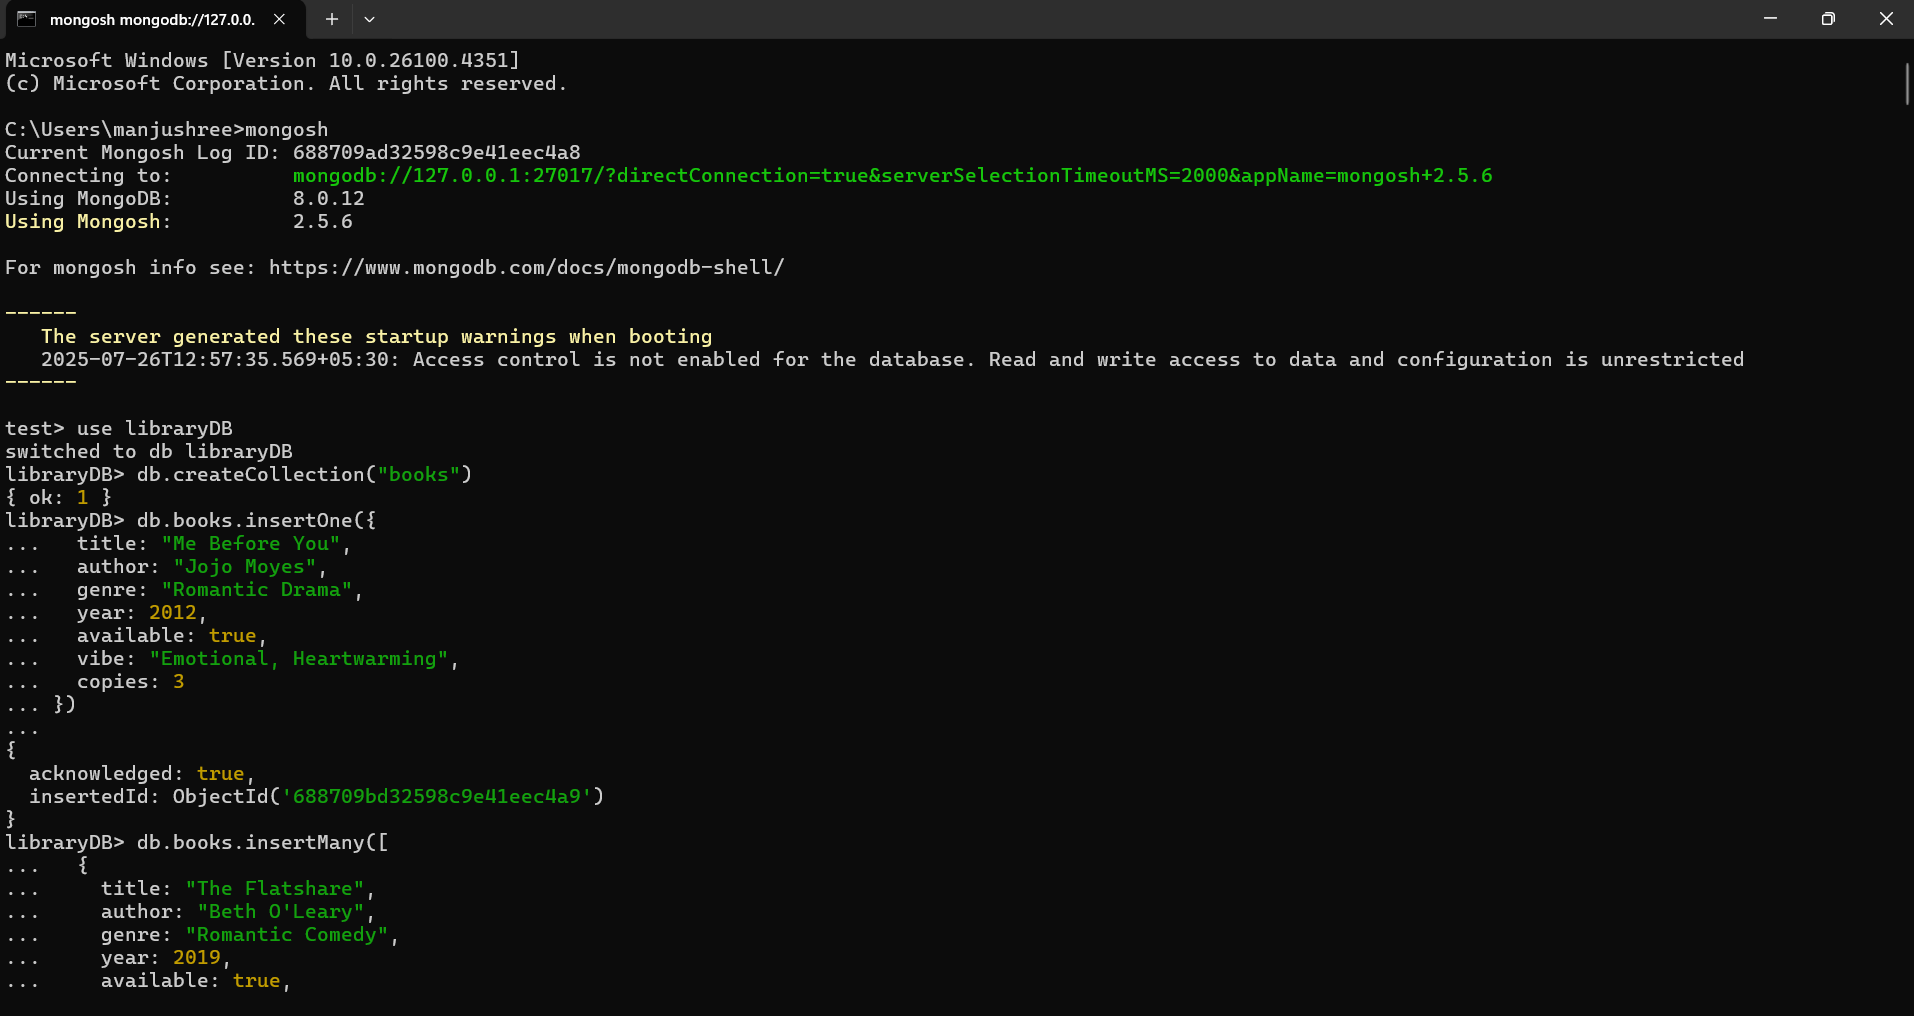 mongosh mongodb://127.0.0.
Microsoft Windows [Version 10.0.26100.4351]
(c) Microsoft Corporation. All rights reserved.
C:\Users\manjushree>mongosh
Current Mongosh Log ID: 688709ad32598c9e41eec4a8
Connecting to:          mongodb://127.0.0.1:27017/?directConnection=true&serverSelectionTimeoutMS=2000&appName=mongosh+2.5.6
Using MongoDB:          8.0.12
Using Mongosh:          2.5.6
For mongosh info see: https://www.mongodb.com/docs/mongodb-shell/
------
   The server generated these startup warnings when booting
   2025-07-26T12:57:35.569+05:30: Access control is not enabled for the database. Read and write access to data and configuration is unrestricted
------
test> use libraryDB
switched to db libraryDB
libraryDB> db.createCollection("books")
{ ok: 1 }
libraryDB> db.books.insertOne({
...   title: "Me Before You",
...   author: "Jojo Moyes",
...   genre: "Romantic Drama",
...   year: 2012,
...   available: true,
...   vibe: "Emotional, Heartwarming",
...   copies: 3
... })
...
{
  acknowledged: true,
  insertedId: ObjectId('688709bd32598c9e41eec4a9')
}
libraryDB> db.books.insertMany([
...   {
...     title: "The Flatshare",
...     author: "Beth O'Leary",
...     genre: "Romantic Comedy",
...     year: 2019,
...     available: true,